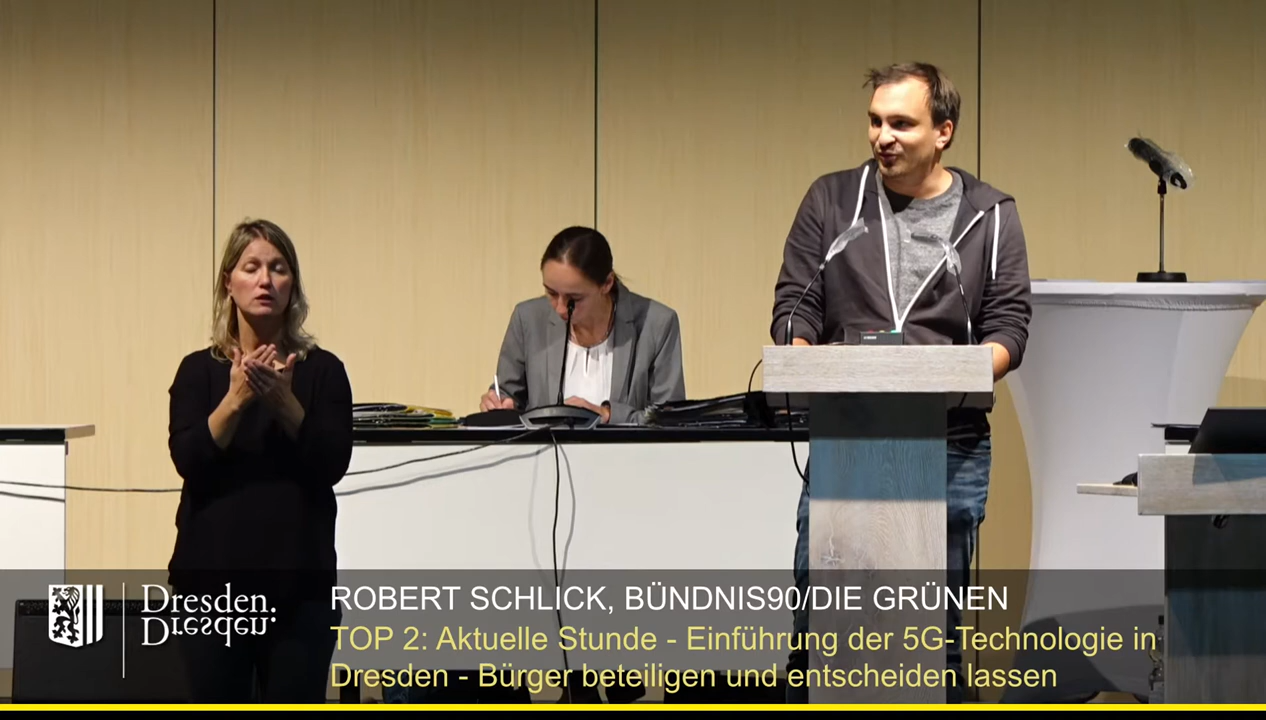 Dresden.
Dresden.
ROBERT SCHLICK, BÜNDNIS90/DIE GRÜNEN
TOP 2: Aktuelle Stunde - Einführung der 5G-Technologie in
Dresden - Bürger beteiligen und entscheiden lassen